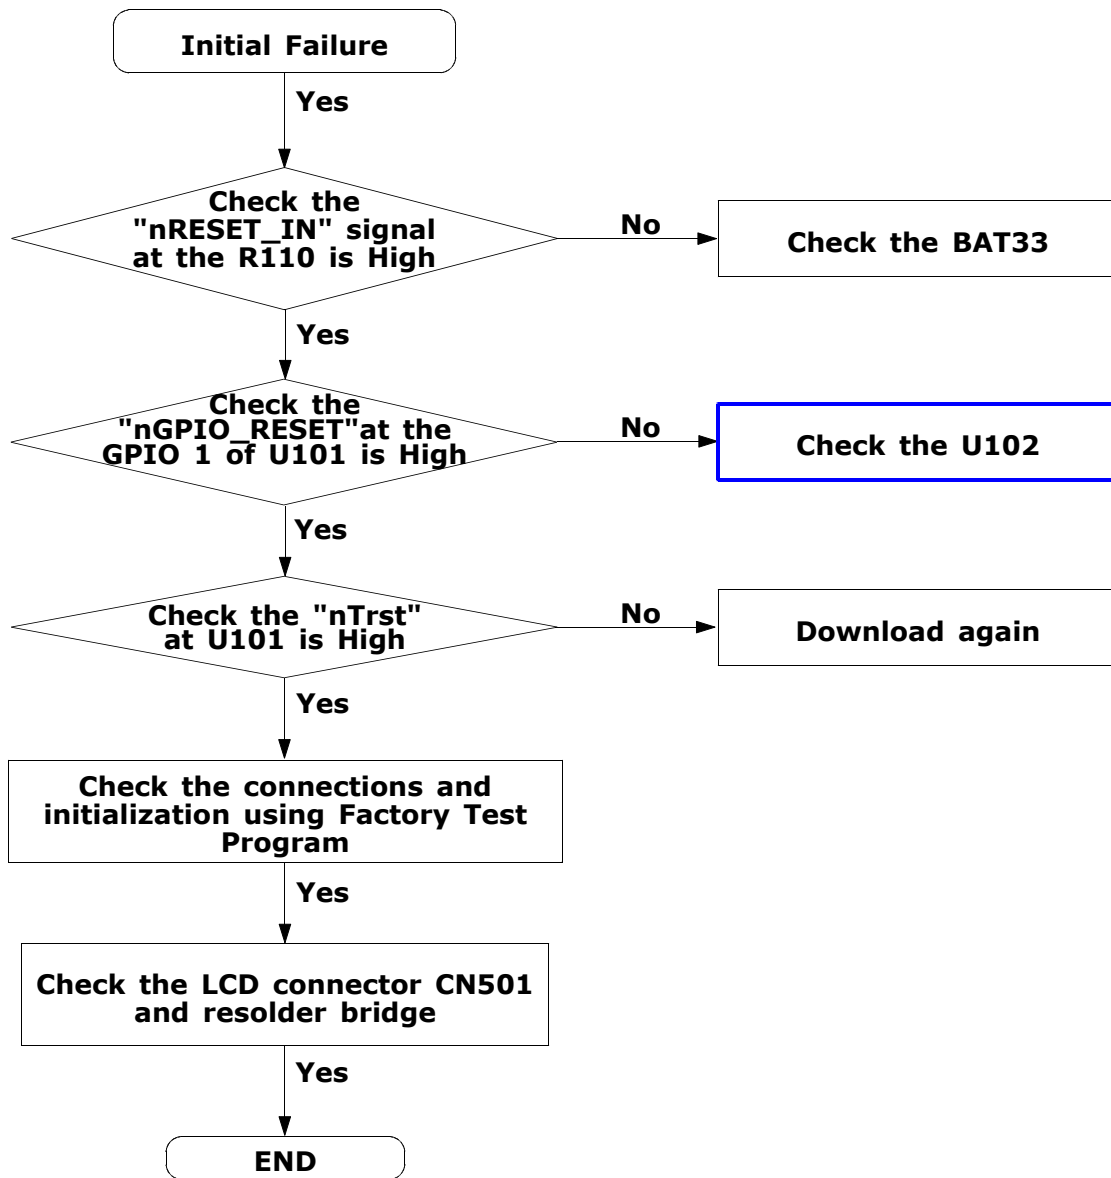 Initial Failure
Yes
Check the
"nRESET_IN" signal
at the R110 is High
No
Check the BAT33
Yes
Check the
"nGPIO_RESET"at the
GPIO 1 of U101 is High
No
Check the U102
Yes
Check the "nTrst"
at U101 is High
No
Download again
Yes
Check the connections and
initialization using Factory Test
Program
Yes
Check the LCD connector CN501
and resolder bridge
Yes
END